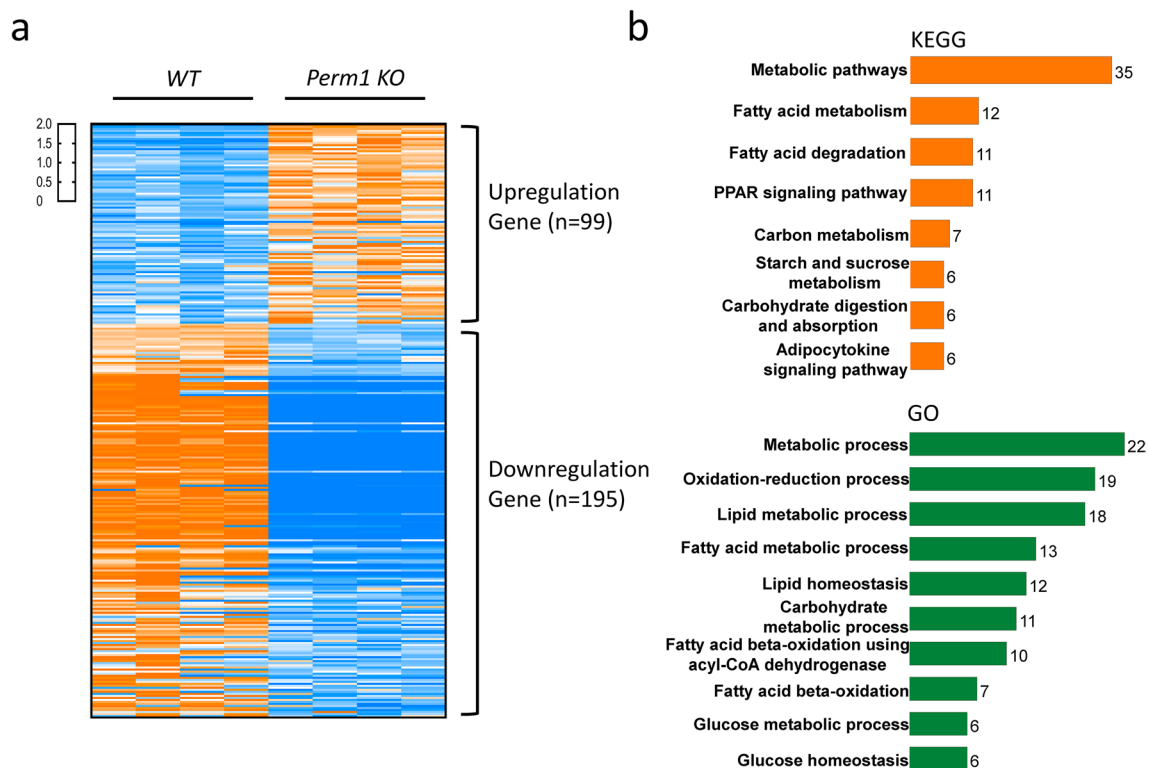 a
WT
Perm1 KO
2.0
1.5
1.0
0.5
0
Upregulation
Gene (n=99)
Downregulation
Gene (n=195)
b
KEGG
Metabolic pathways 35
Fatty acid metabolism 12
Fatty acid degradation 11
PPAR signaling pathway 11
Carbon metabolism 7
Starch and sucrose
metabolism 6
Carbohydrate digestion
and absorption 6
Adipocytokine
signaling pathway 6
GO
Metabolic process 22
Oxidation-reduction process 19
Lipid metabolic process 18
Fatty acid metabolic process 13
Lipid homeostasis 12
Carbohydrate
metabolic process 11
Fatty acid beta-oxidation using
acyl-CoA dehydrogenase 10
Fatty acid beta-oxidation 7
Glucose metabolic process 6
Glucose homeostasis 6